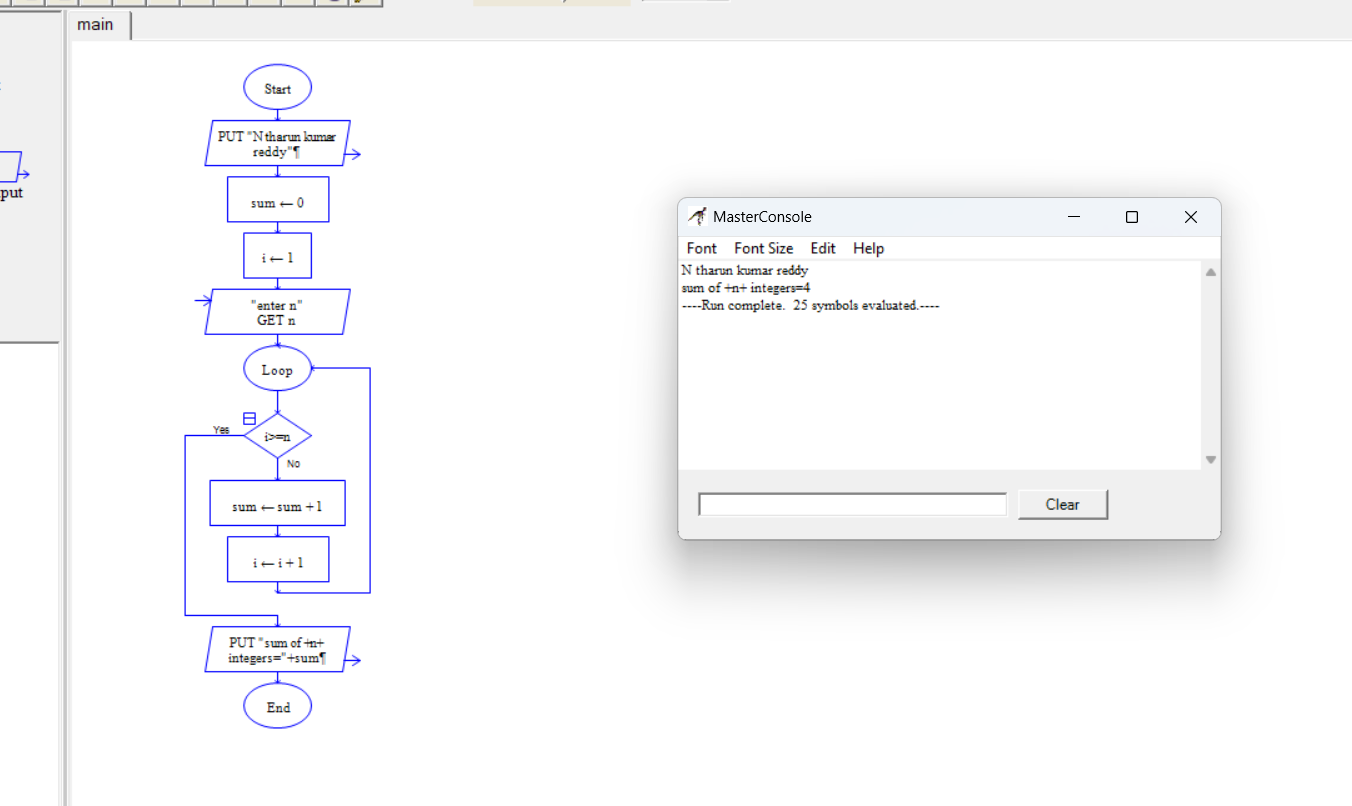 main
Start
PUT "N tharun kumar
reddy"¶
put
sum ← 0
i ← 1
"enter n"
GET n
Loop
Yes
i>=n
No
sum ← sum + 1
i ← i + 1
PUT "sum of +n+
integers="+sum¶
End
MasterConsole
Font Font Size Edit Help
N tharun kumar reddy
sum of +n+ integers=4
----Run complete. 25 symbols evaluated.----
Clear